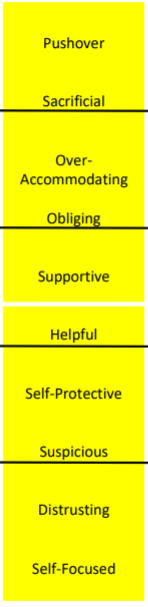 Pushover
Sacrificial
Over-
Accommodating
Obliging
Supportive
Helpful
Self-Protective
Suspicious
Distrusting
Self-Focused